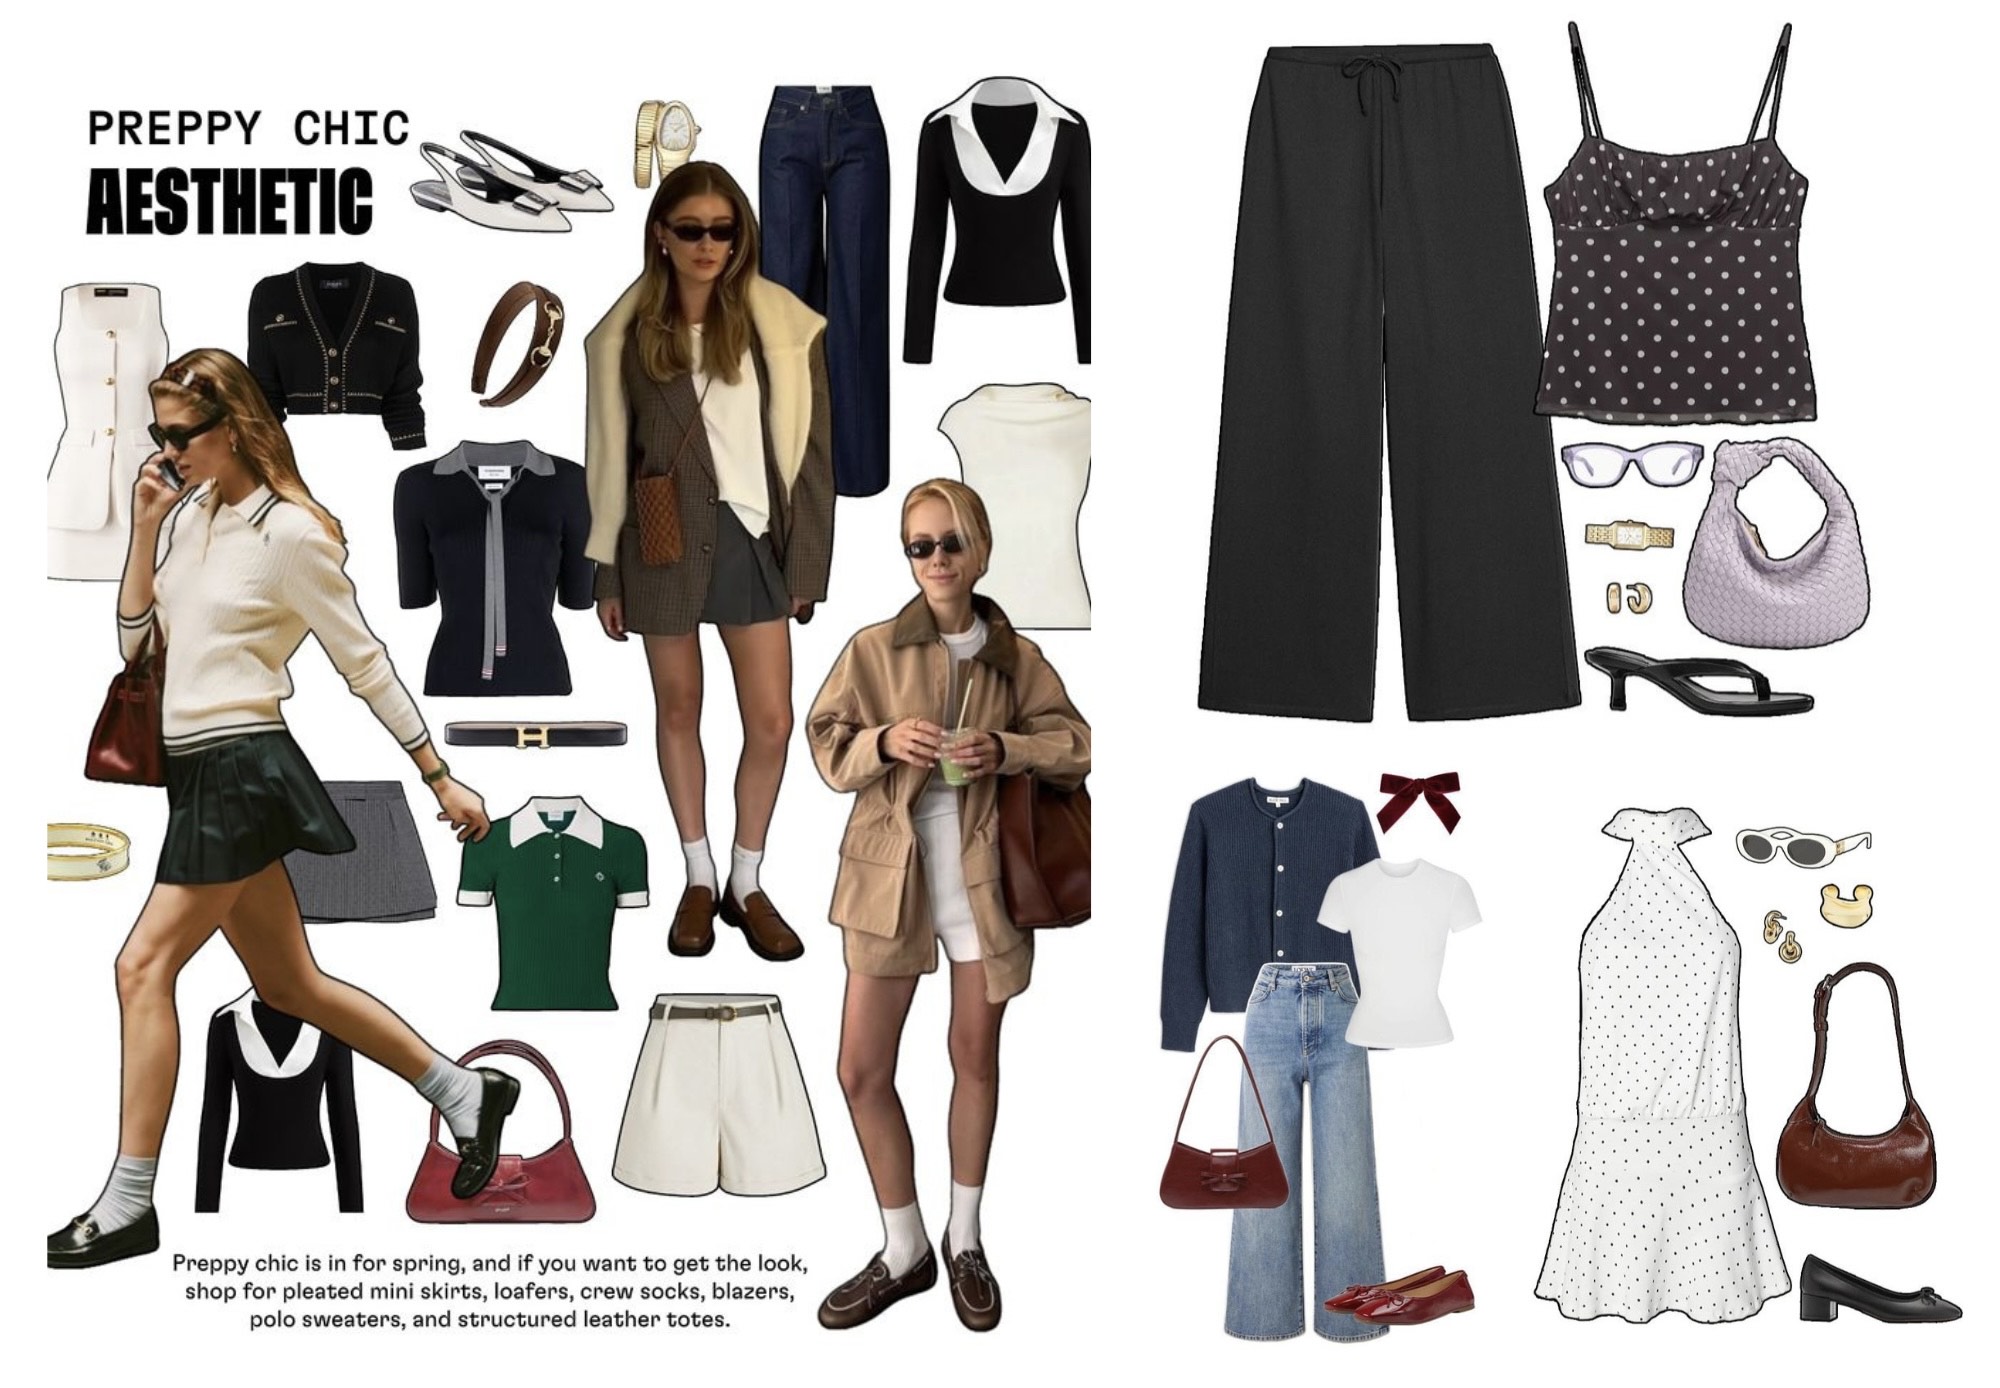 PREPPY CHIC
AESTHETIC
Preppy chic is in for spring, and if you want to get the look,
shop for pleated mini skirts, loafers, crew socks, blazers,
polo sweaters, and structured leather totes.